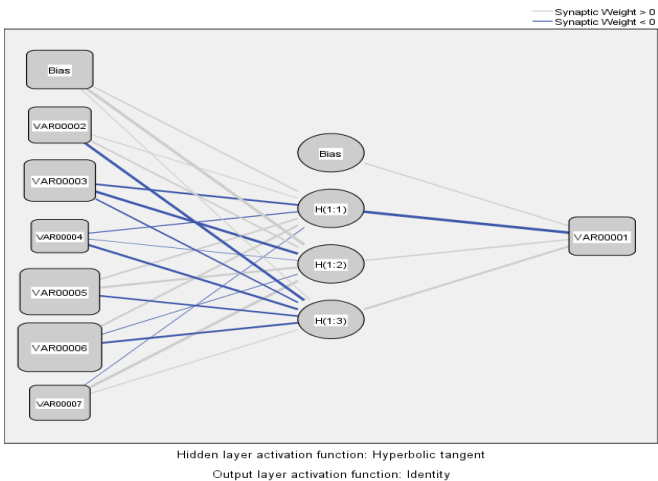 Synaptic Weight > 0
Synaptic Weight < 0
Bias
VAR00002
VAR00003
VAR00004
VAR00005
VAR00006
VAR00007
Bias
H(1:1)
H(1:2)
H(1:3)
VAR00001
Hidden layer activation function: Hyperbolic tangent
Output layer activation function: Identity